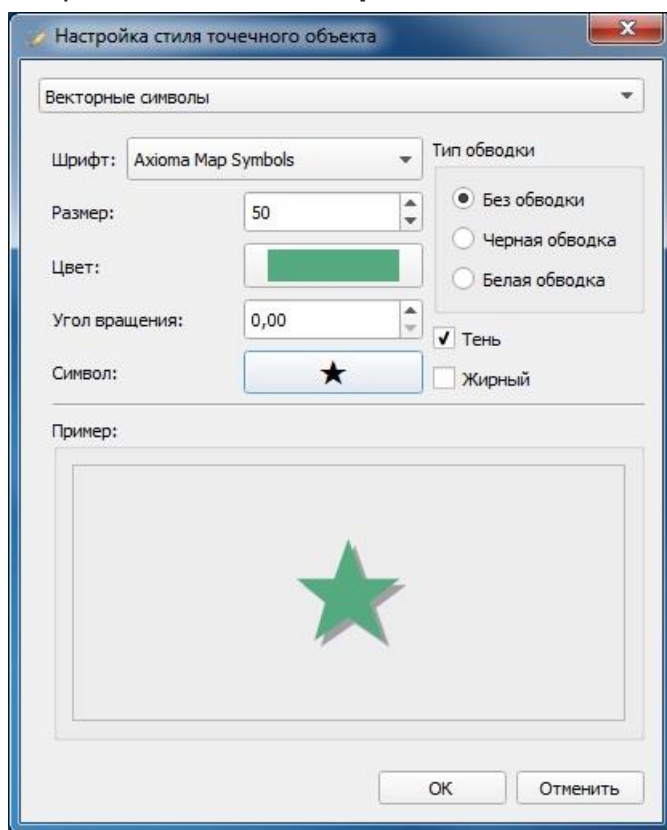 Настройка стиля точечного объекта
Векторные символы
Шрифт: Axioma Map Symbols
Тип обводки
Размер: 50
Без обводки
Черная обводка
Цвет:
Белая обводка
Угол вращения: 0,00
Тень
Символ:
Жирный
Пример:
ОК Отменить